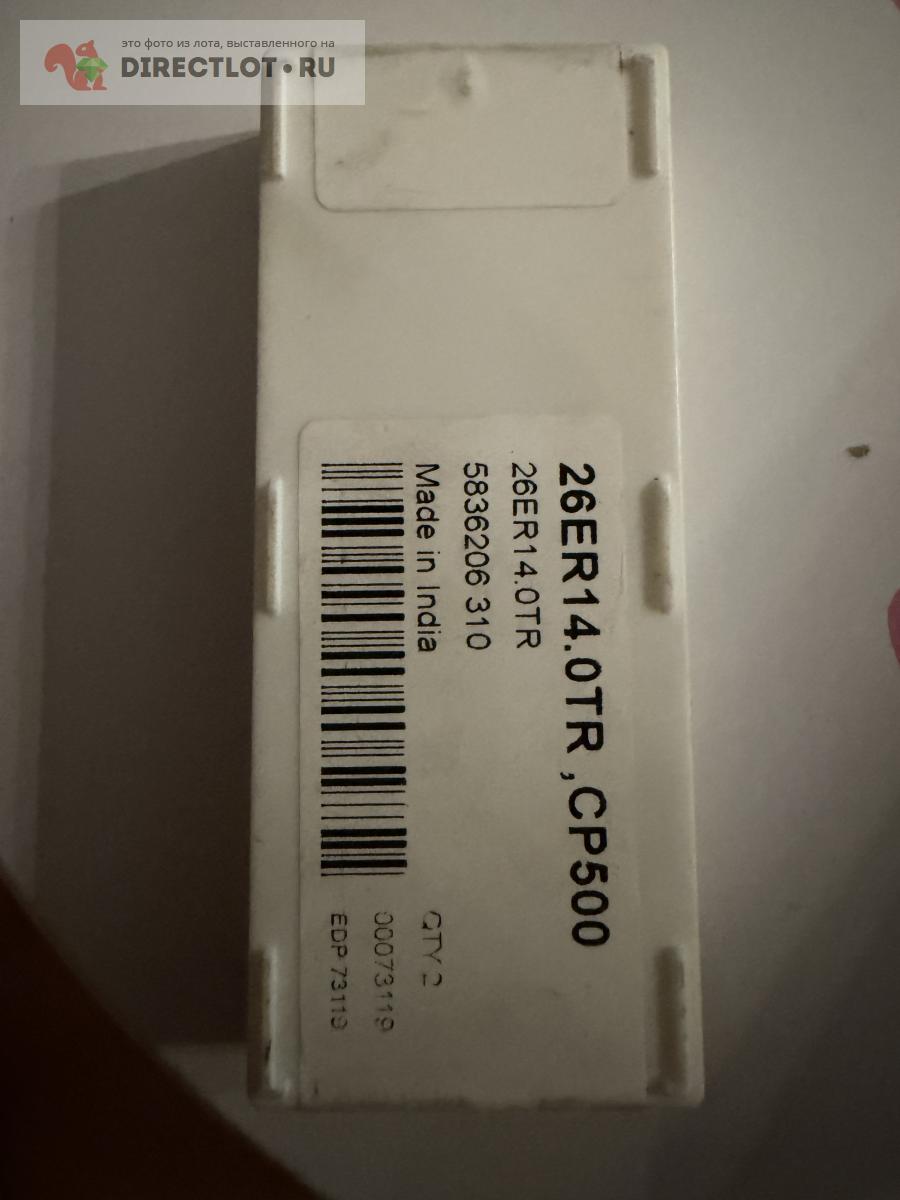 это фото из лота, выставленного на
DIRECTLOT.RU
26ER14.0TR ,CP500
26ER14.0TR
5836206 310
Made in India
QTY 2
00073119
EDP 73119